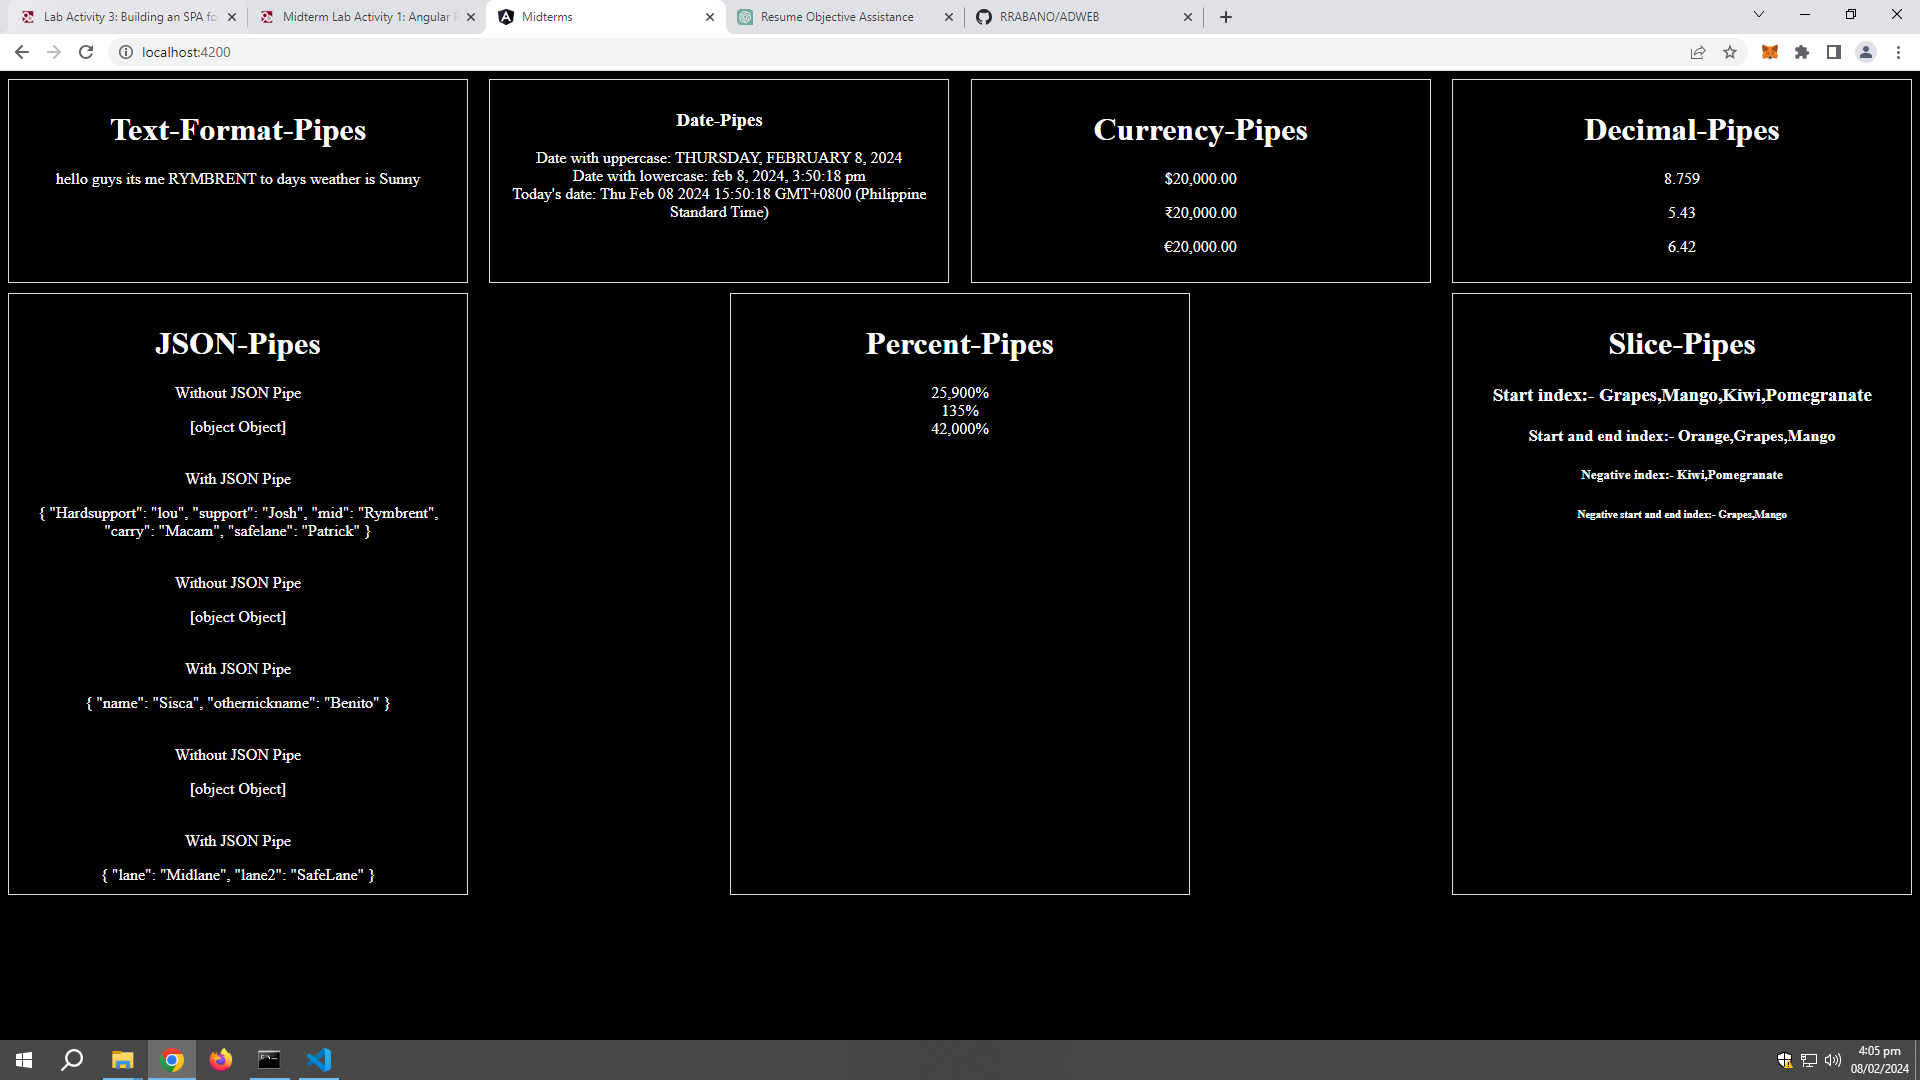 Lab Activity 3: Building an SPA fo
Midterm Lab Activity 1: Angular P
Midterms
Resume Objective Assistance
RRABANO/ADWEB
localhost:4200
Text-Format-Pipes
hello guys its me RYMBRENT to days weather is Sunny
Date-Pipes
Date with uppercase: THURSDAY, FEBRUARY 8, 2024
Date with lowercase: feb 8, 2024, 3:50:18 pm
Today's date: Thu Feb 08 2024 15:50:18 GMT+0800 (Philippine
Standard Time)
Currency-Pipes
$20,000.00
₹20,000.00
€20,000.00
Decimal-Pipes
8.759
5.43
6.42
JSON-Pipes
Without JSON Pipe
[object Object]
With JSON Pipe
{ "Hardsupport": "lou", "support": "Josh", "mid": "Rymbrent",
"carry": "Macam", "safelane": "Patrick" }
Without JSON Pipe
[object Object]
With JSON Pipe
{ "name": "Sisca", "othernickname": "Benito" }
Without JSON Pipe
[object Object]
With JSON Pipe
{ "lane": "Midlane", "lane2": "SafeLane" }
Percent-Pipes
25,900%
135%
42,000%
Slice-Pipes
Start index:- Grapes,Mango,Kiwi,Pomegranate
Start and end index:- Orange,Grapes,Mango
Negative index:- Kiwi,Pomegranate
Negative start and end index:- Grapes,Mango
4:05 pm
08/02/2024